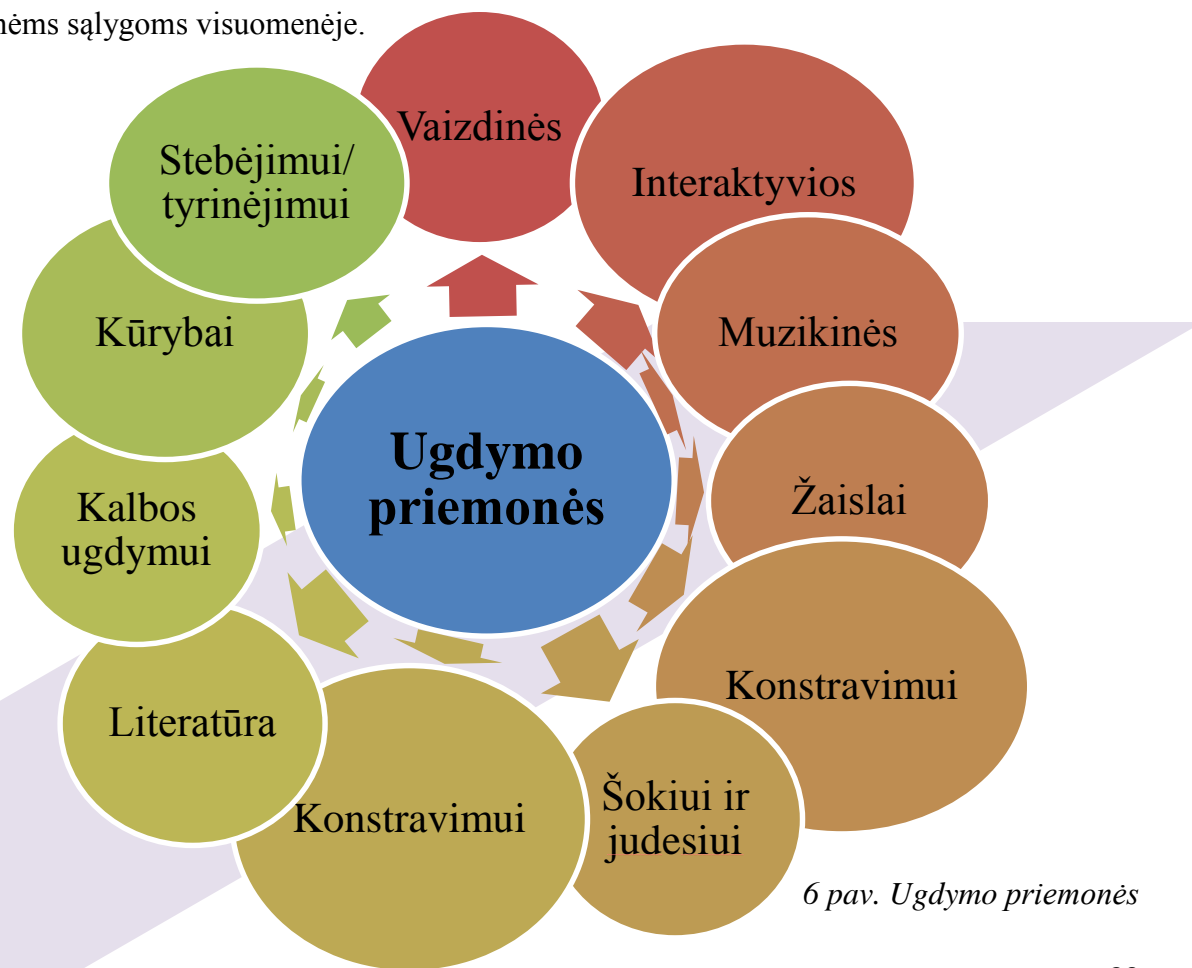 nėms sąlygoms visuomenėje.
Vaizdinės
Interaktyvios
Muzikinės
Žaislai
Konstravimui
Šokiui ir
judesiui
Konstravimui
Literatūra
Kalbos
ugdymui
Kūrybai
Stebėjimui/
tyrinėjimui
Ugdymo
priemonės
6 pav. Ugdymo priemonės